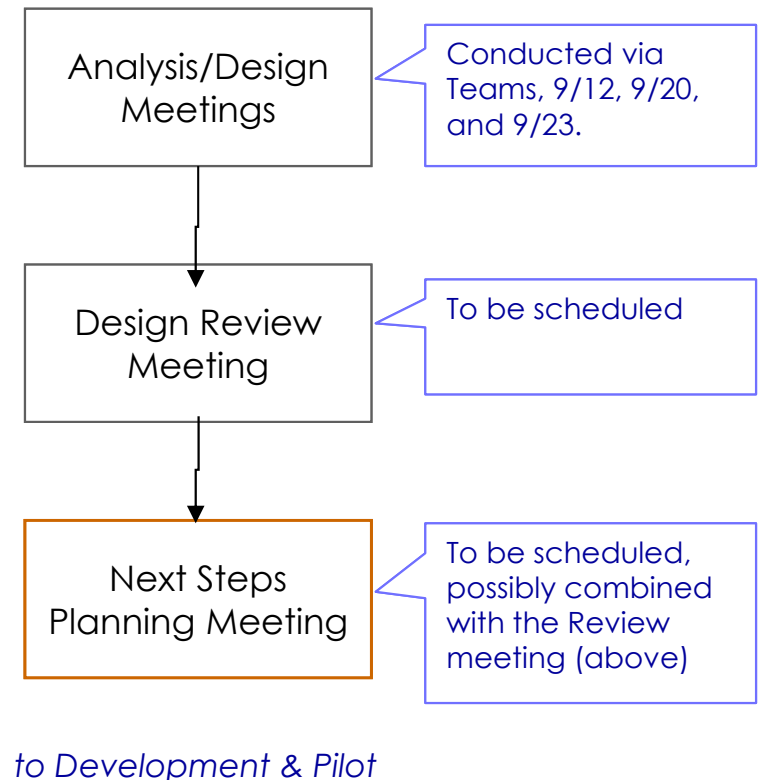 Analysis/Design
Meetings
Conducted via
Teams, 9/12, 9/20,
and 9/23.
Design Review
Meeting
To be scheduled
Next Steps
Planning Meeting
To be scheduled,
possibly combined
with the Review
meeting (above)
to Development & Pilot